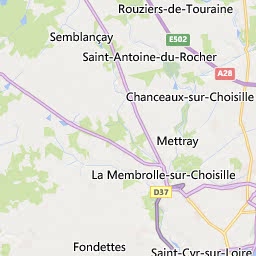 Rouziers-de-Touraine
Semblançay
E502
Saint-Antoine-du-Rocher
A28
Chanceaux-sur-Choisille
Mettray
La Membrolle-sur-Choisille
D37
Fondettes
Saint-Cyr-sur-Loire